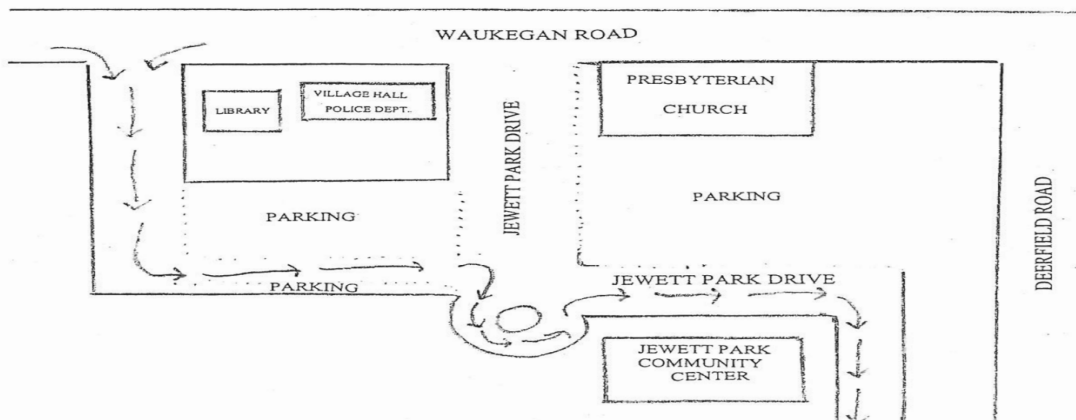 WAUKEGAN ROAD
LIBRARY
VILLAGE HALL
POLICE DEPT.
JEWETT PARK DRIVE
PRESBYTERIAN
CHURCH
PARKING
PARKING
DEERFIELD ROAD
PARKING
JEWETT PARK DRIVE
JEWETT PARK
COMMUNITY
CENTER